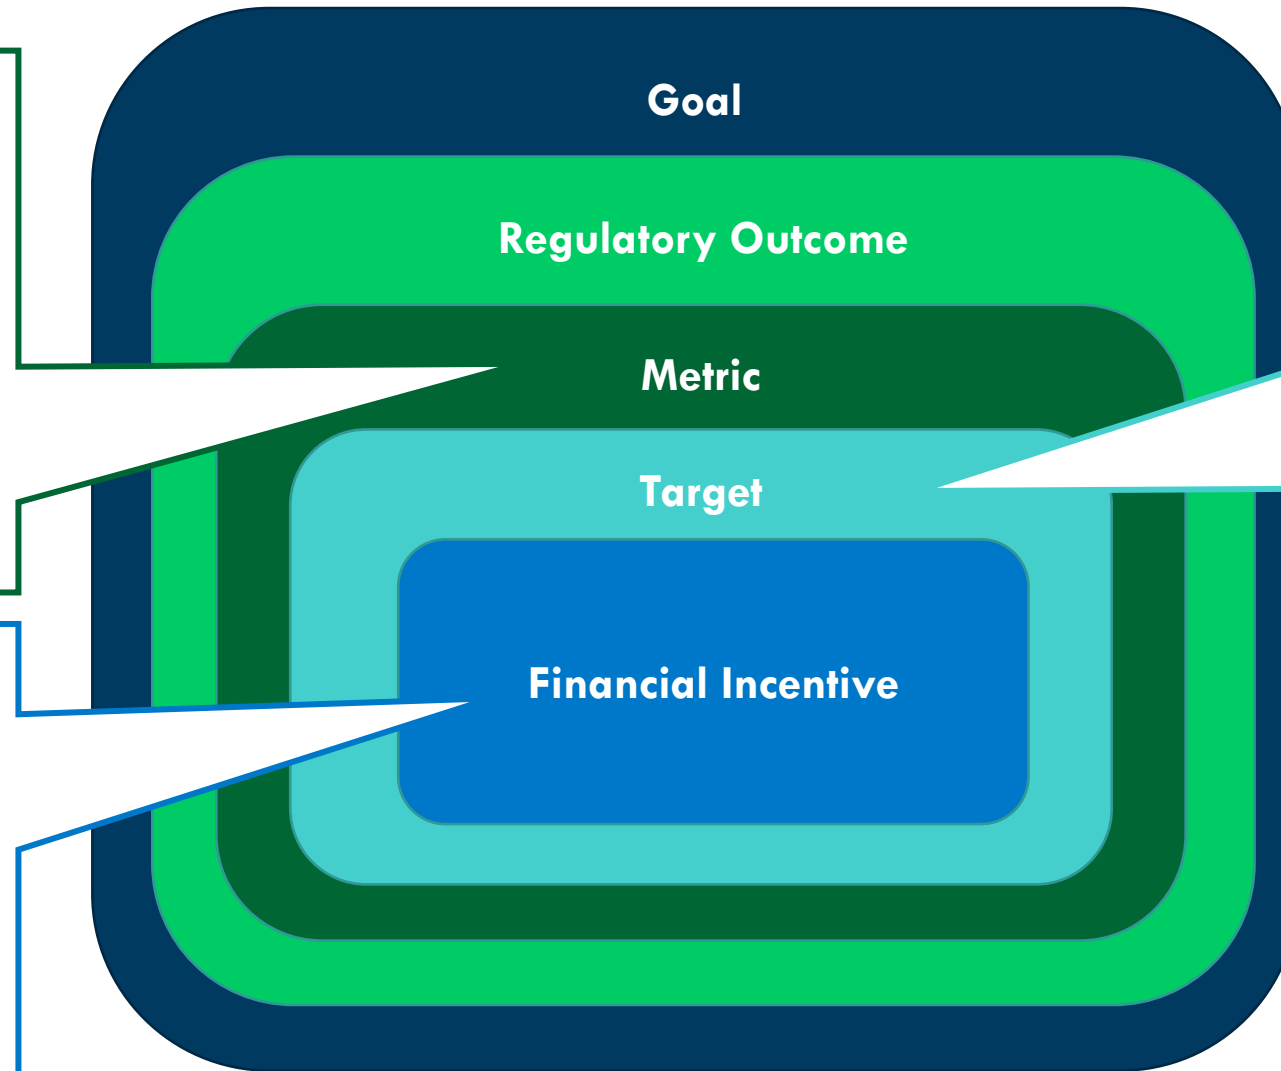 Goal
Regulatory Outcome
Metric
Target
Financial Incentive